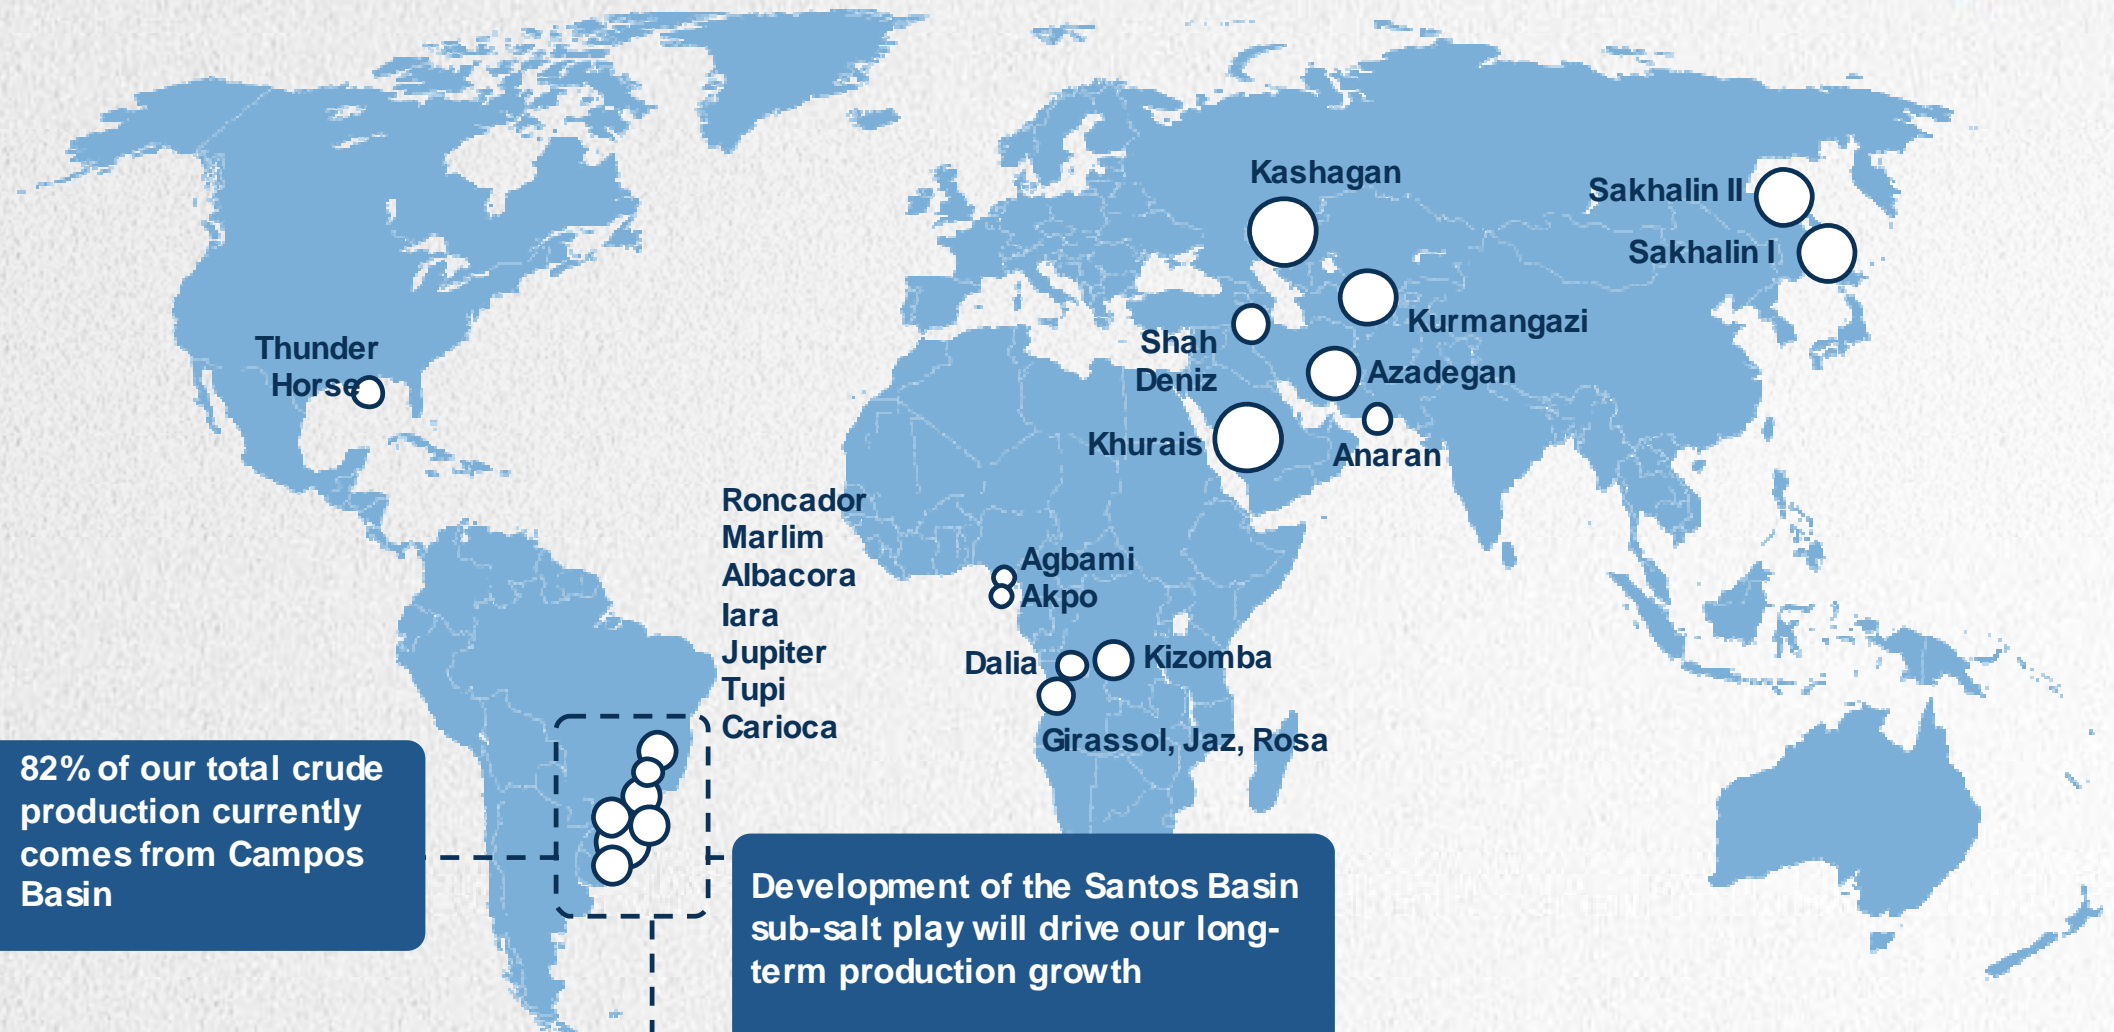 Kashagan
Sakhalin II
Sakhalin I
Kurmangazi
Thunder
Horse
Shah
Deniz
Azadegan
Khurais
Anaran
Roncador
Marlim
Albacora
Iara
Jupiter
Tupi
Carioca
Agbami
Akpo
Dalia
Kizomba
Girassol, Jaz, Rosa
82% of our total crude
production currently
comes from Campos
Basin
Development of the Santos Basin
sub-salt play will drive our long-
term production growth